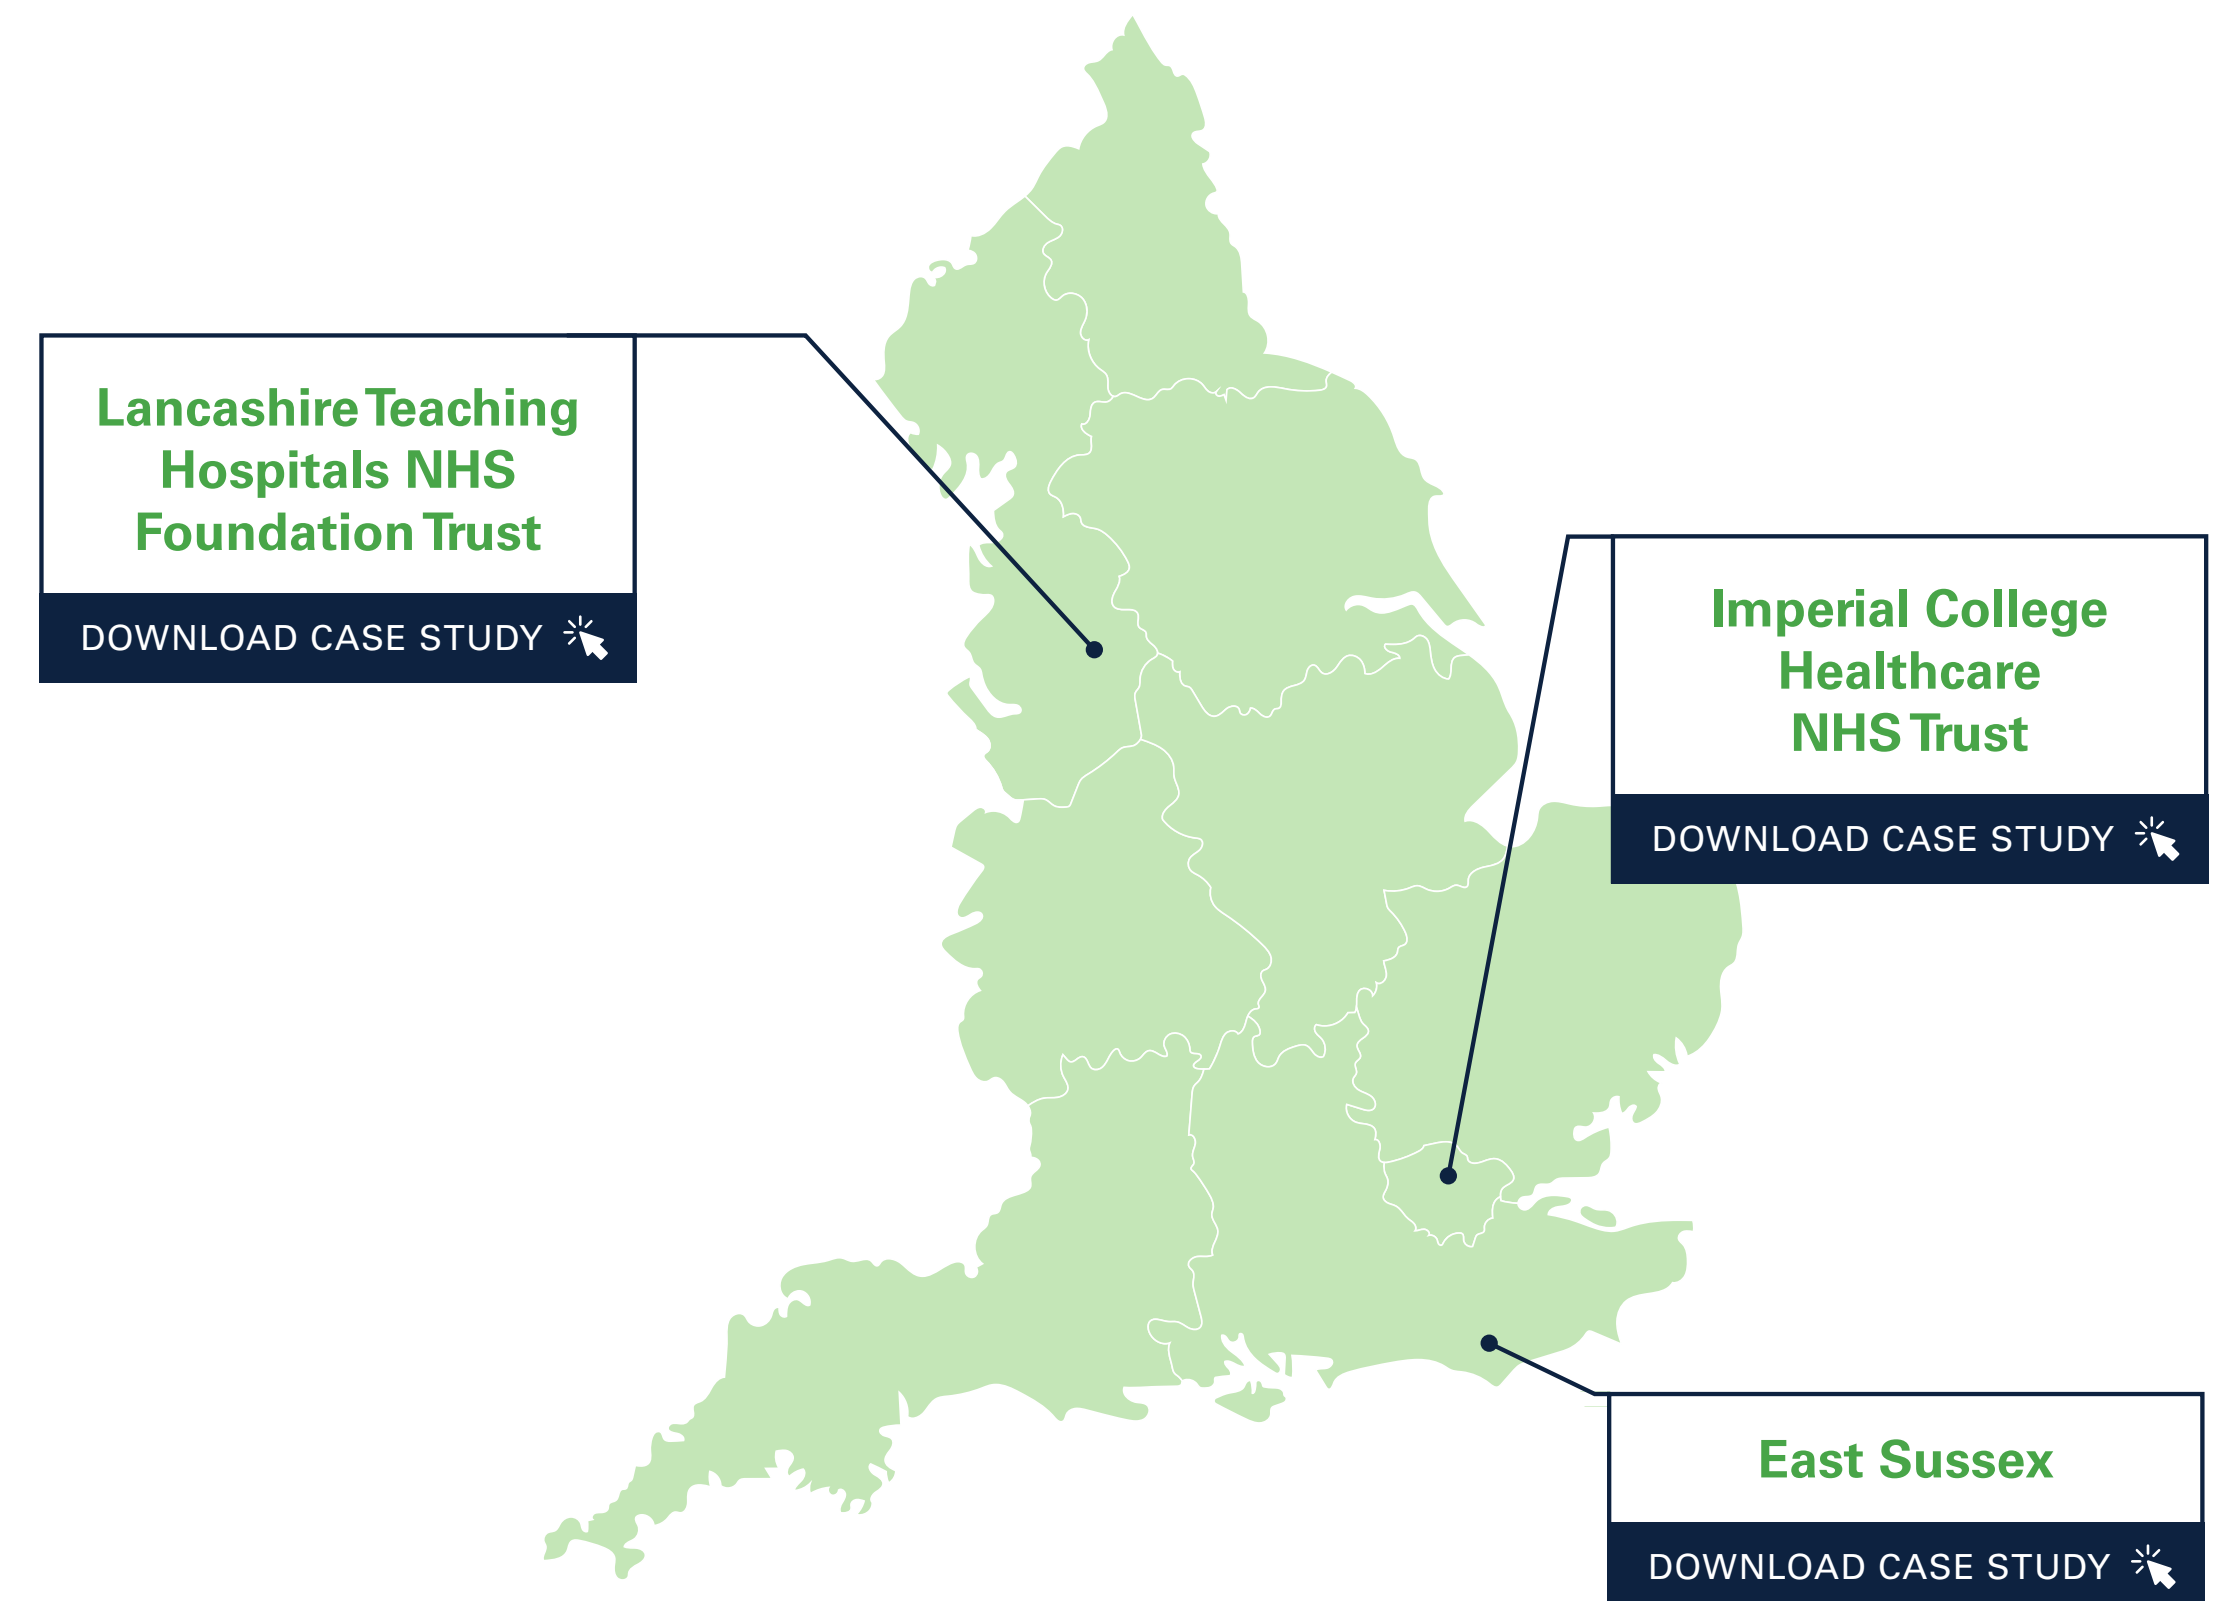 Lancashire Teaching
Hospitals NHS
Foundation Trust
DOWNLOAD CASE STUDY
Imperial College
Healthcare
NHS Trust
DOWNLOAD CASE STUDY
East Sussex
DOWNLOAD CASE STUDY